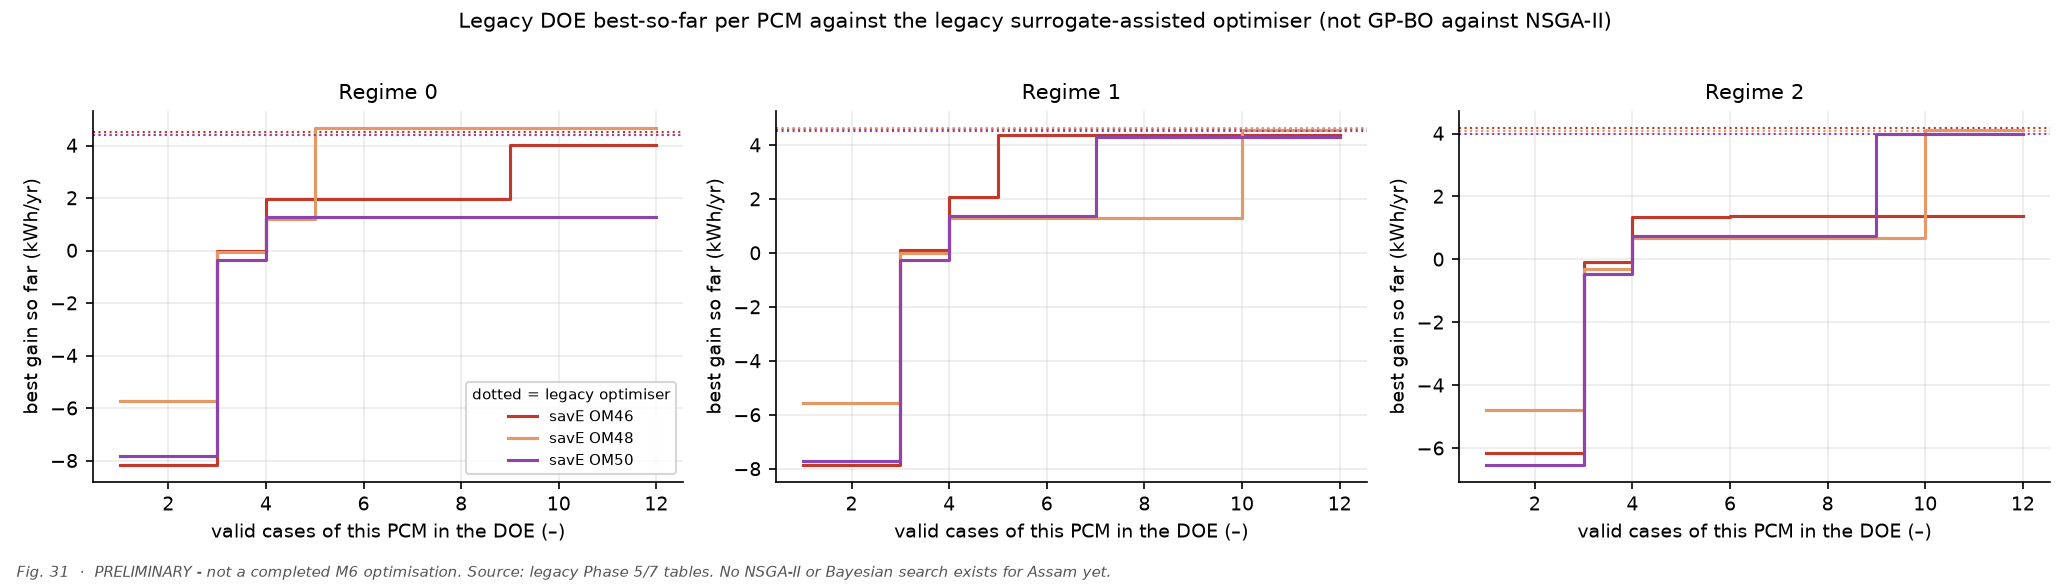 Legacy DOE best-so-far per PCM against the legacy surrogate-assisted optimiser (not GP-BO against NSGA-II)
Regime 0
best gain so far (kWh/yr)
4
2
0
−2
−4
−6
−8
2 4 6 8 10 12
valid cases of this PCM in the DOE (–)
dotted = legacy optimiser
savE OM46
savE OM48
savE OM50
Regime 1
best gain so far (kWh/yr)
4
2
0
−2
−4
−6
−8
2 4 6 8 10 12
valid cases of this PCM in the DOE (–)
Regime 2
best gain so far (kWh/yr)
4
2
0
−2
−4
−6
2 4 6 8 10 12
valid cases of this PCM in the DOE (–)
Fig. 31 · PRELIMINARY - not a completed M6 optimisation. Source: legacy Phase 5/7 tables. No NSGA-II or Bayesian search exists for Assam yet.